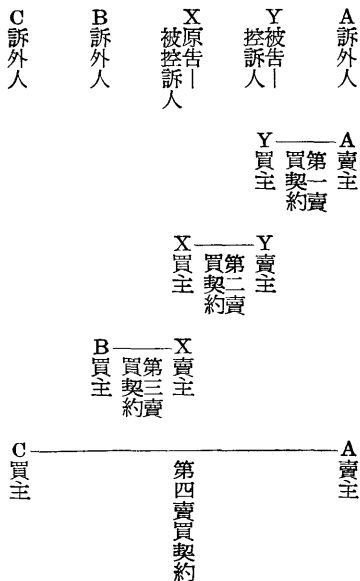 A訴外人
Y被告―
控訴人
X原告―
被控訴人
B訴外人
C訴外人
A賣主
第一賣
買契約
Y買主
Y賣主
第二賣
買契約
X買主
X賣主
第三賣
買契約
B買主
A賣主
第四賣買契約
C買主